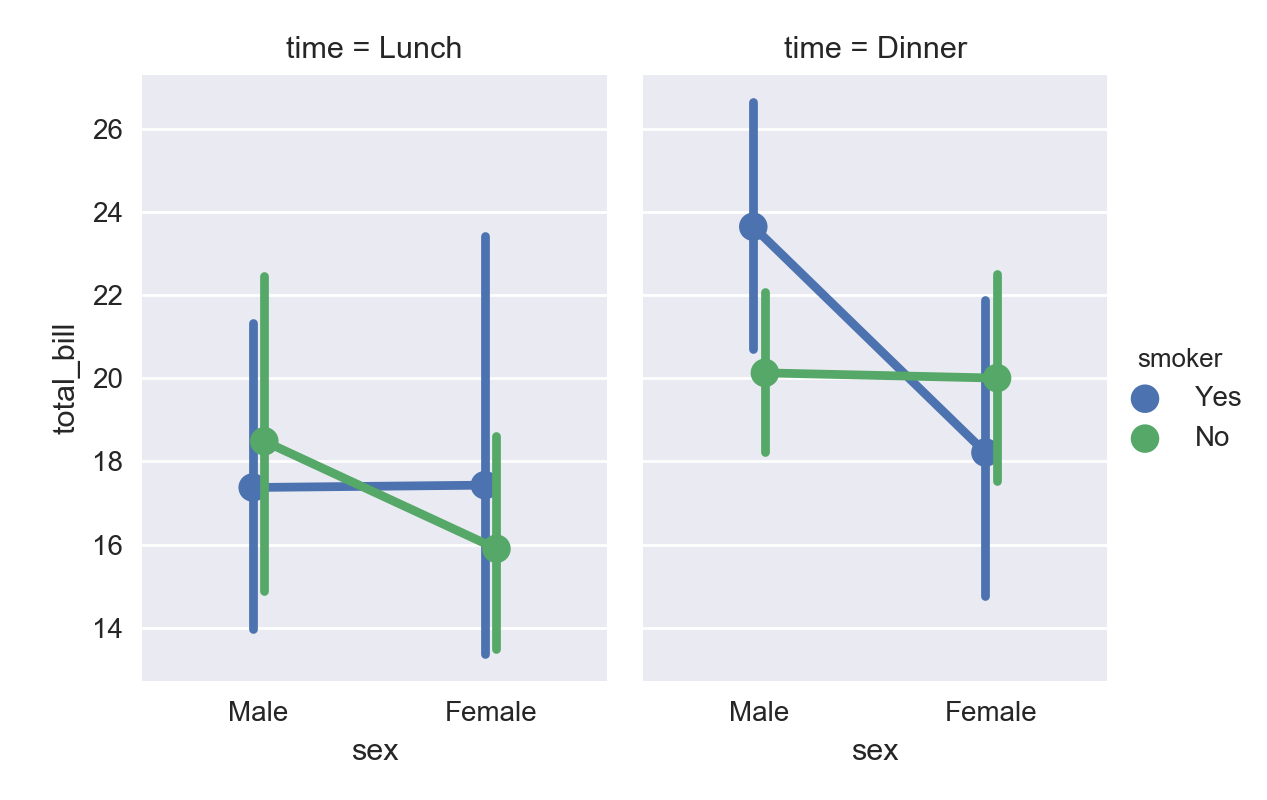 time = Lunch
time = Dinner
26
24
22
20
18
16
14
total_bill
Male
Female
sex
Male
Female
sex
smoker
Yes
No